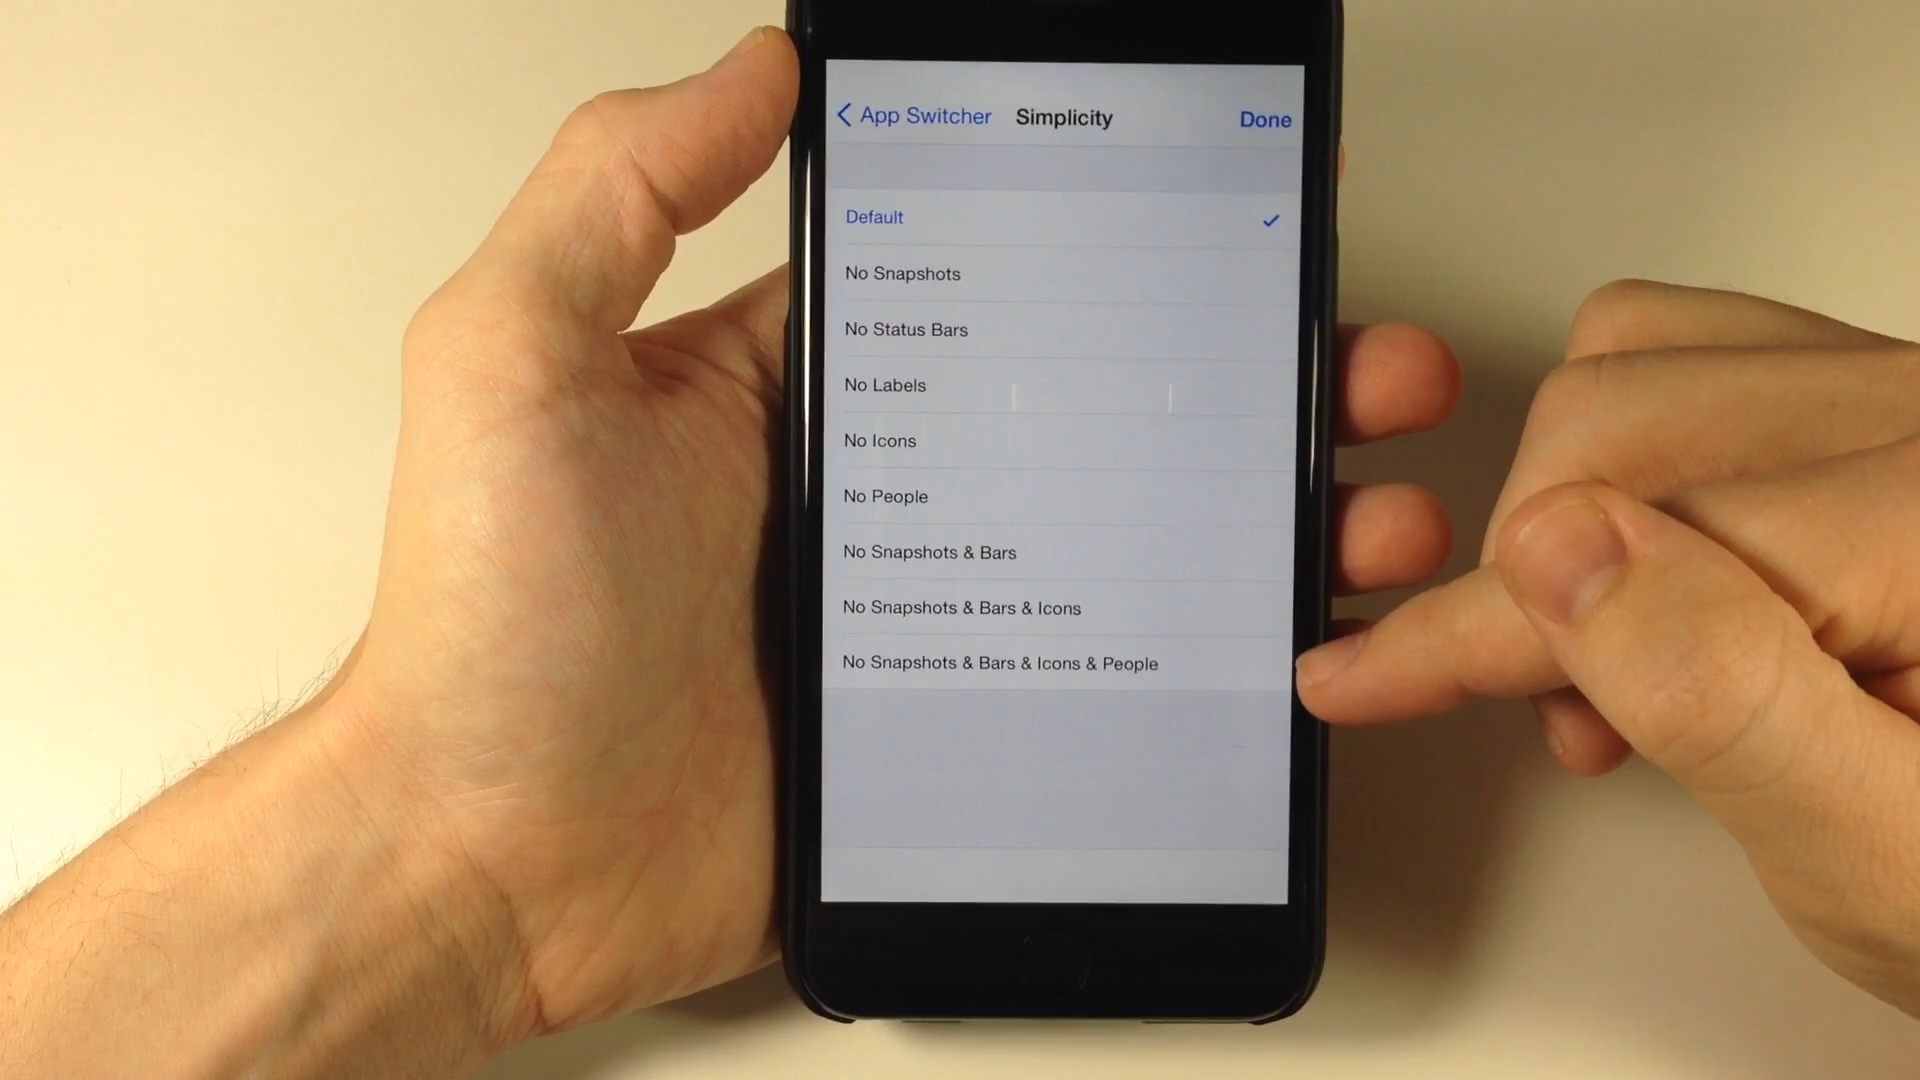 App Switcher Simplicity Done
Default
No Snapshots
No Status Bars
No Labels
No Icons
No People
No Snapshots & Bars
No Snapshots & Bars & Icons
No Snapshots & Bars & Icons & People